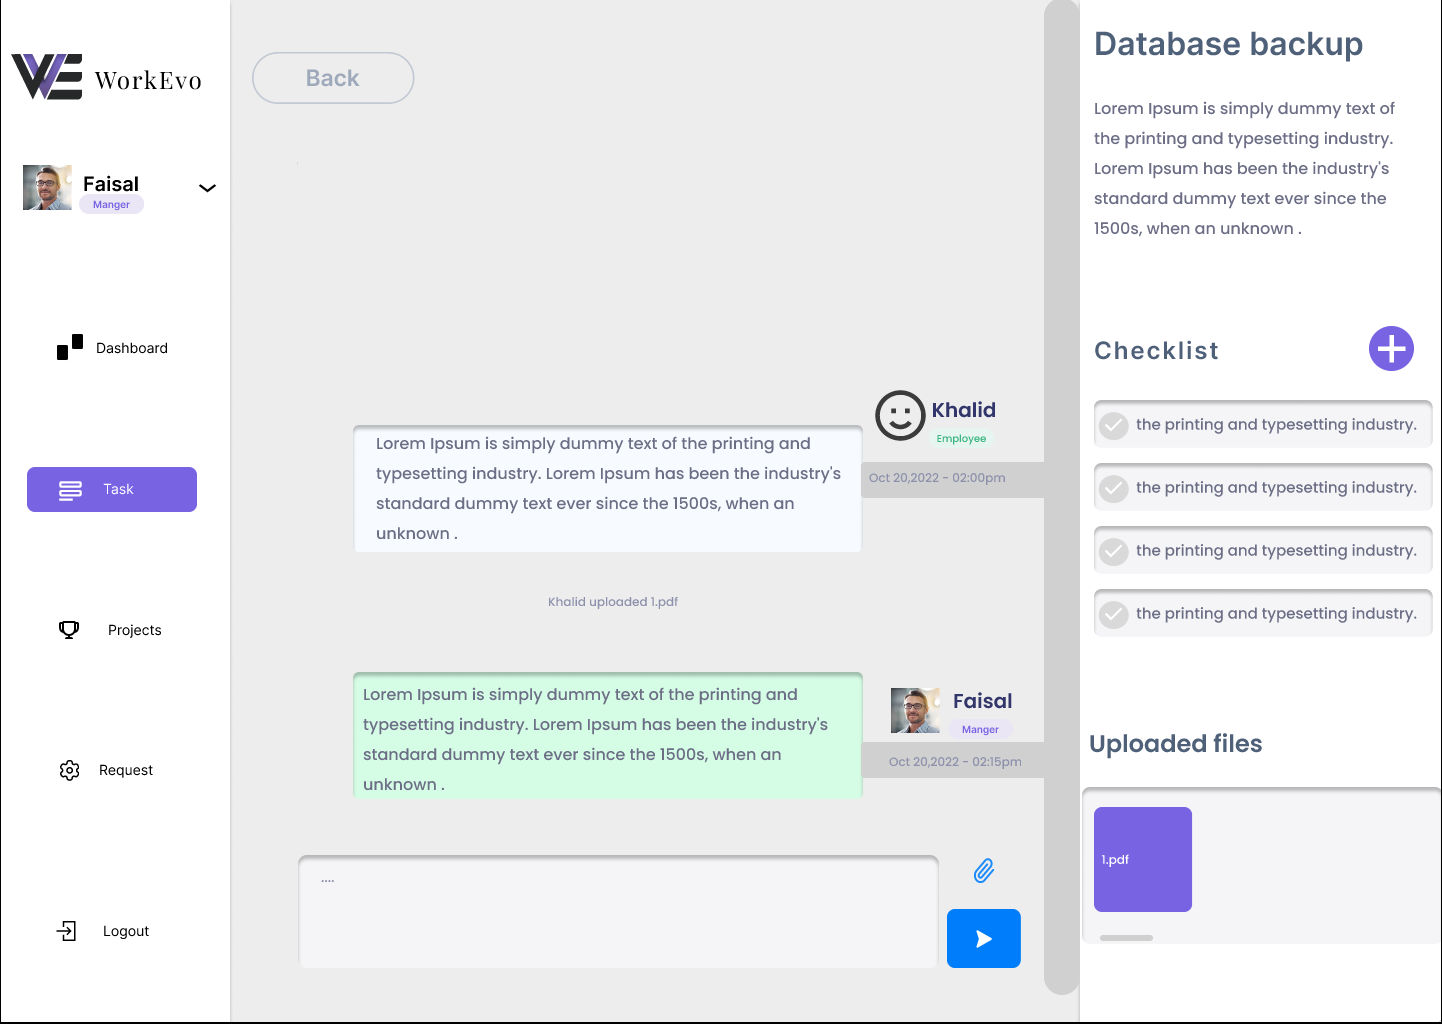 WorkEvo
Faisal
Manger
Dashboard
Task
Projects
Request
Logout
Back
Khalid
Employee
Oct 20,2022 - 02:00pm
Lorem Ipsum is simply dummy text of the printing and
typesetting industry. Lorem Ipsum has been the industry's
standard dummy text ever since the 1500s, when an
unknown .
Khalid uploaded 1.pdf
Faisal
Manger
Oct 20,2022 - 02:15pm
Lorem Ipsum is simply dummy text of the printing and
typesetting industry. Lorem Ipsum has been the industry's
standard dummy text ever since the 1500s, when an
unknown .
....
Database backup
Lorem Ipsum is simply dummy text of
the printing and typesetting industry.
Lorem Ipsum has been the industry's
standard dummy text ever since the
1500s, when an unknown .
Checklist
the printing and typesetting industry.
the printing and typesetting industry.
the printing and typesetting industry.
the printing and typesetting industry.
Uploaded files
1.pdf